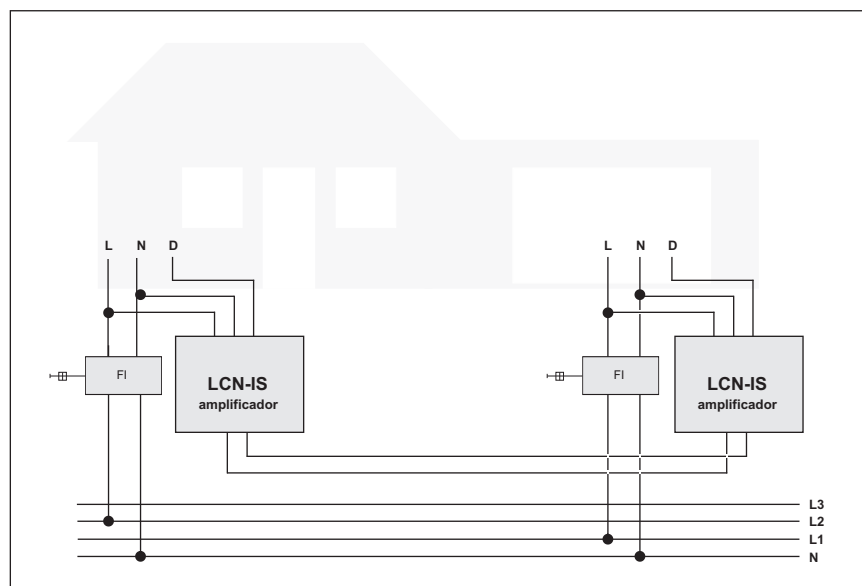 L N D L N D
FI LCN-IS FI LCN-IS
amplificador amplificador
L3
L2
L1
N